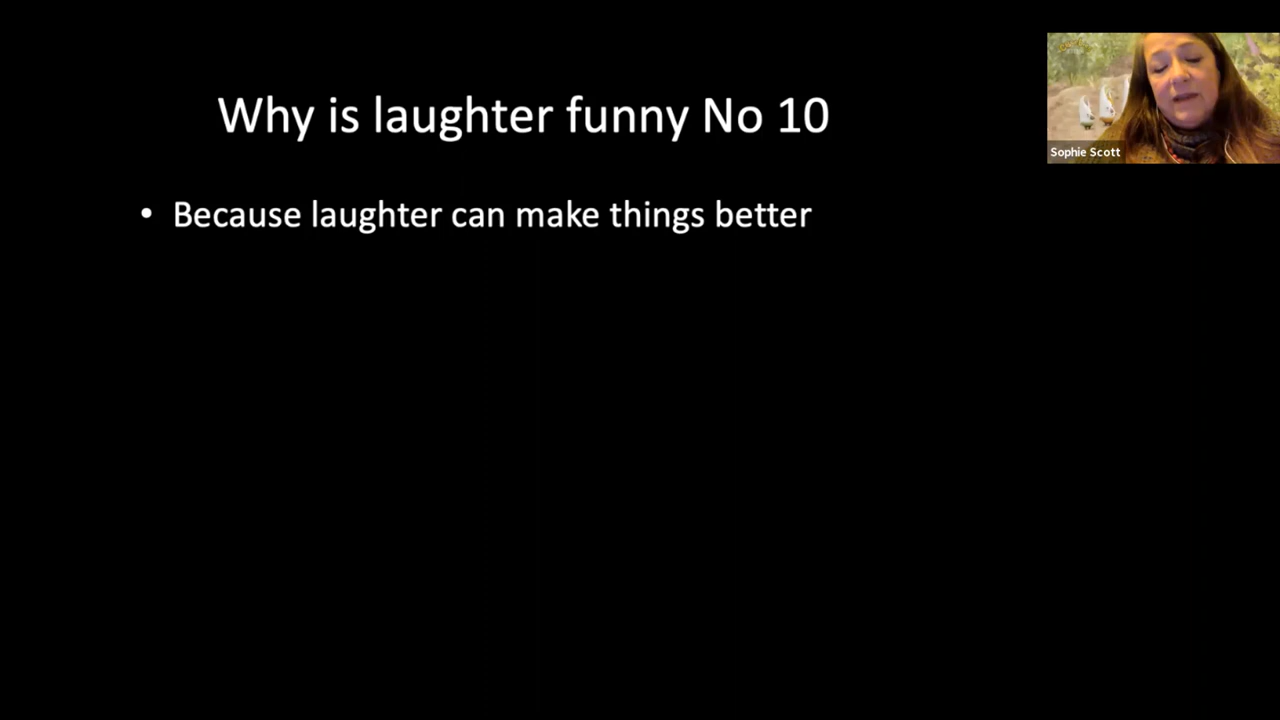 Why is laughter funny No 10
• Because laughter can make things better
Sophie Scott